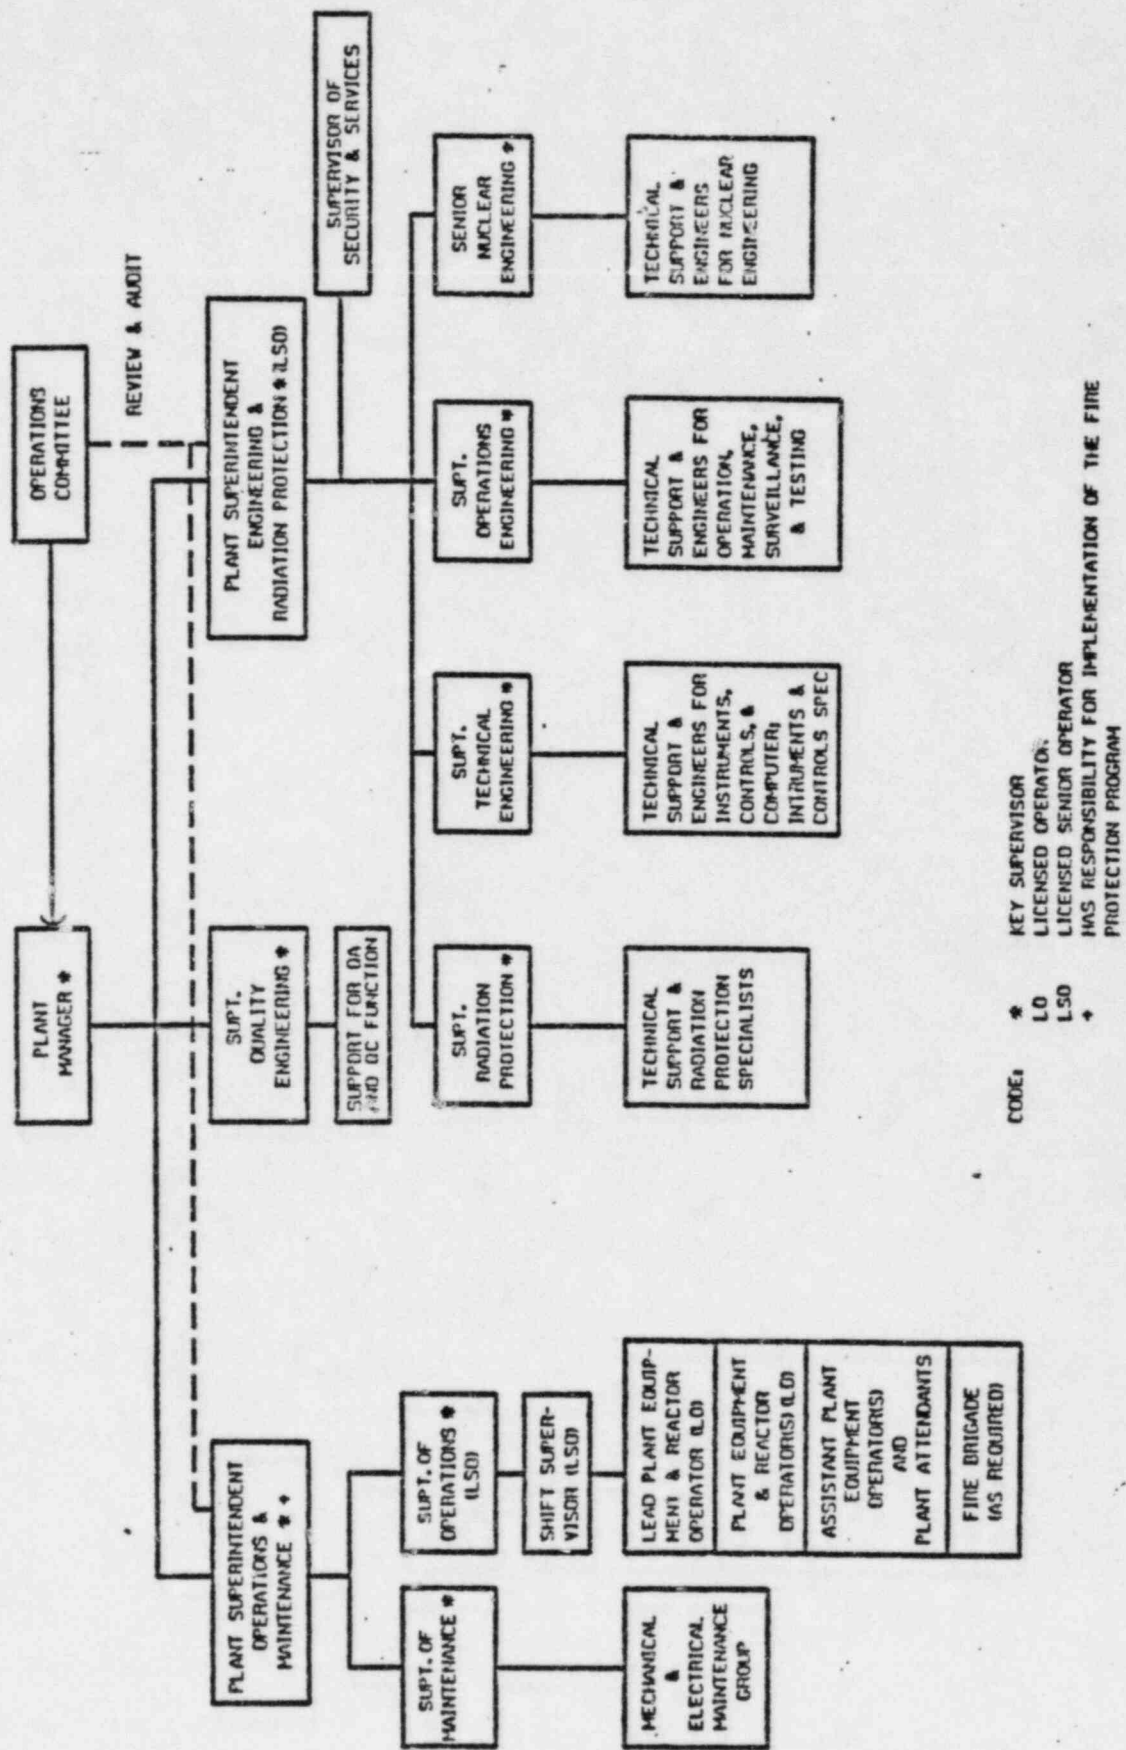 PLANT
MANAGER *
OPERATIONS
COMMITTEE
REVIEW & AUDIT
PLANT SUPERINTENDENT
OPERATIONS &
MAINTENANCE * +
SUPT.
QUALITY
ENGINEERING *
PLANT SUPERINTENDENT
ENGINEERING &
RADIATION PROTECTION * (LSO)
SUPPORT FOR QA
AND QC FUNCTION
SUPERVISOR OF
SECURITY & SERVICES
SUPT. OF
MAINTENANCE *
SUPT. OF
OPERATIONS *
(LSO)
SUPT.
RADIATION
PROTECTION *
SUPT.
TECHNICAL
ENGINEERING *
SUPT.
OPERATIONS
ENGINEERING *
SENIOR
NUCLEAR
ENGINEERING *
SHIFT SUPER-
VISOR (LSO)
MECHANICAL
&
ELECTRICAL
MAINTENANCE
GROUP
LEAD PLANT EQUIP-
MENT & REACTOR
OPERATOR (LO)
PLANT EQUIPMENT
& REACTOR
OPERATOR(S) (LO)
ASSISTANT PLANT
EQUIPMENT
OPERATOR(S)
AND
PLANT ATTENDANTS
FIRE BRIGADE
(AS REQUIRED)
TECHNICAL
SUPPORT &
RADIATION
PROTECTION
SPECIALISTS
TECHNICAL
SUPPORT &
ENGINEERS FOR
INSTRUMENTS,
CONTROLS, &
COMPUTER;
INTRUMENTS &
CONTROLS SPEC
TECHNICAL
SUPPORT &
ENGINEERS FOR
OPERATION,
MAINTENANCE,
SURVEILLANCE,
& TESTING
TECHNICAL
SUPPORT &
ENGINEERS
FOR NUCLEAR
ENGINEERING
CODE: * KEY SUPERVISOR
LO LICENSED OPERATOR
LSO LICENSED SENIOR OPERATOR
+ HAS RESPONSIBILITY FOR IMPLEMENTATION OF THE FIRE
PROTECTION PROGRAM